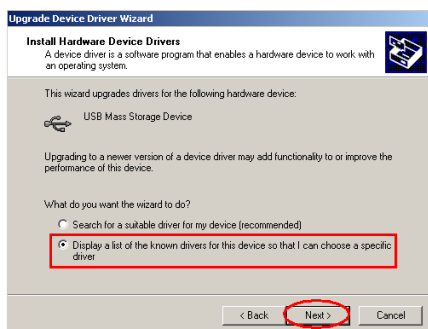 Upgrade Device Driver Wizard
Install Hardware Device Drivers
A device driver is a software program that enables a hardware device to work with
an operating system.
This wizard upgrades drivers for the following hardware device:
USB Mass Storage Device
Upgrading to a newer version of a device driver may add functionality to or improve the
performance of this device.
What do you want the wizard to do?
Search for a suitable driver for my device (recommended)
Display a list of the known drivers for this device so that I can choose a specific
driver
< Back Next > Cancel